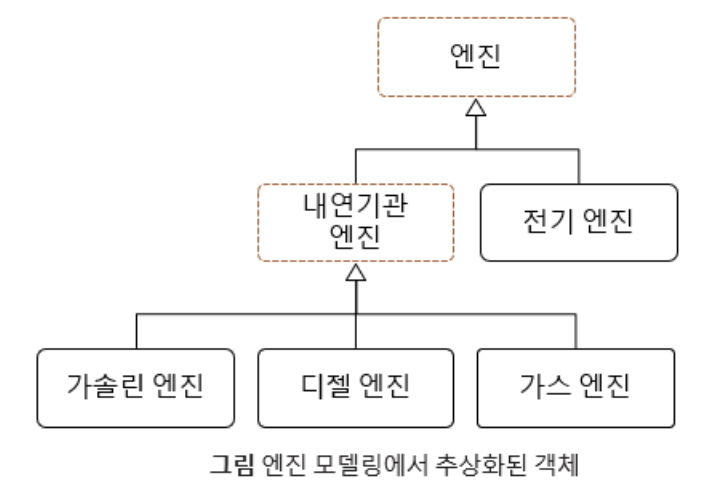 엔진
내연기관
엔진
전기 엔진
가솔린 엔진
디젤 엔진
가스 엔진
그림 엔진 모델링에서 추상화된 객체